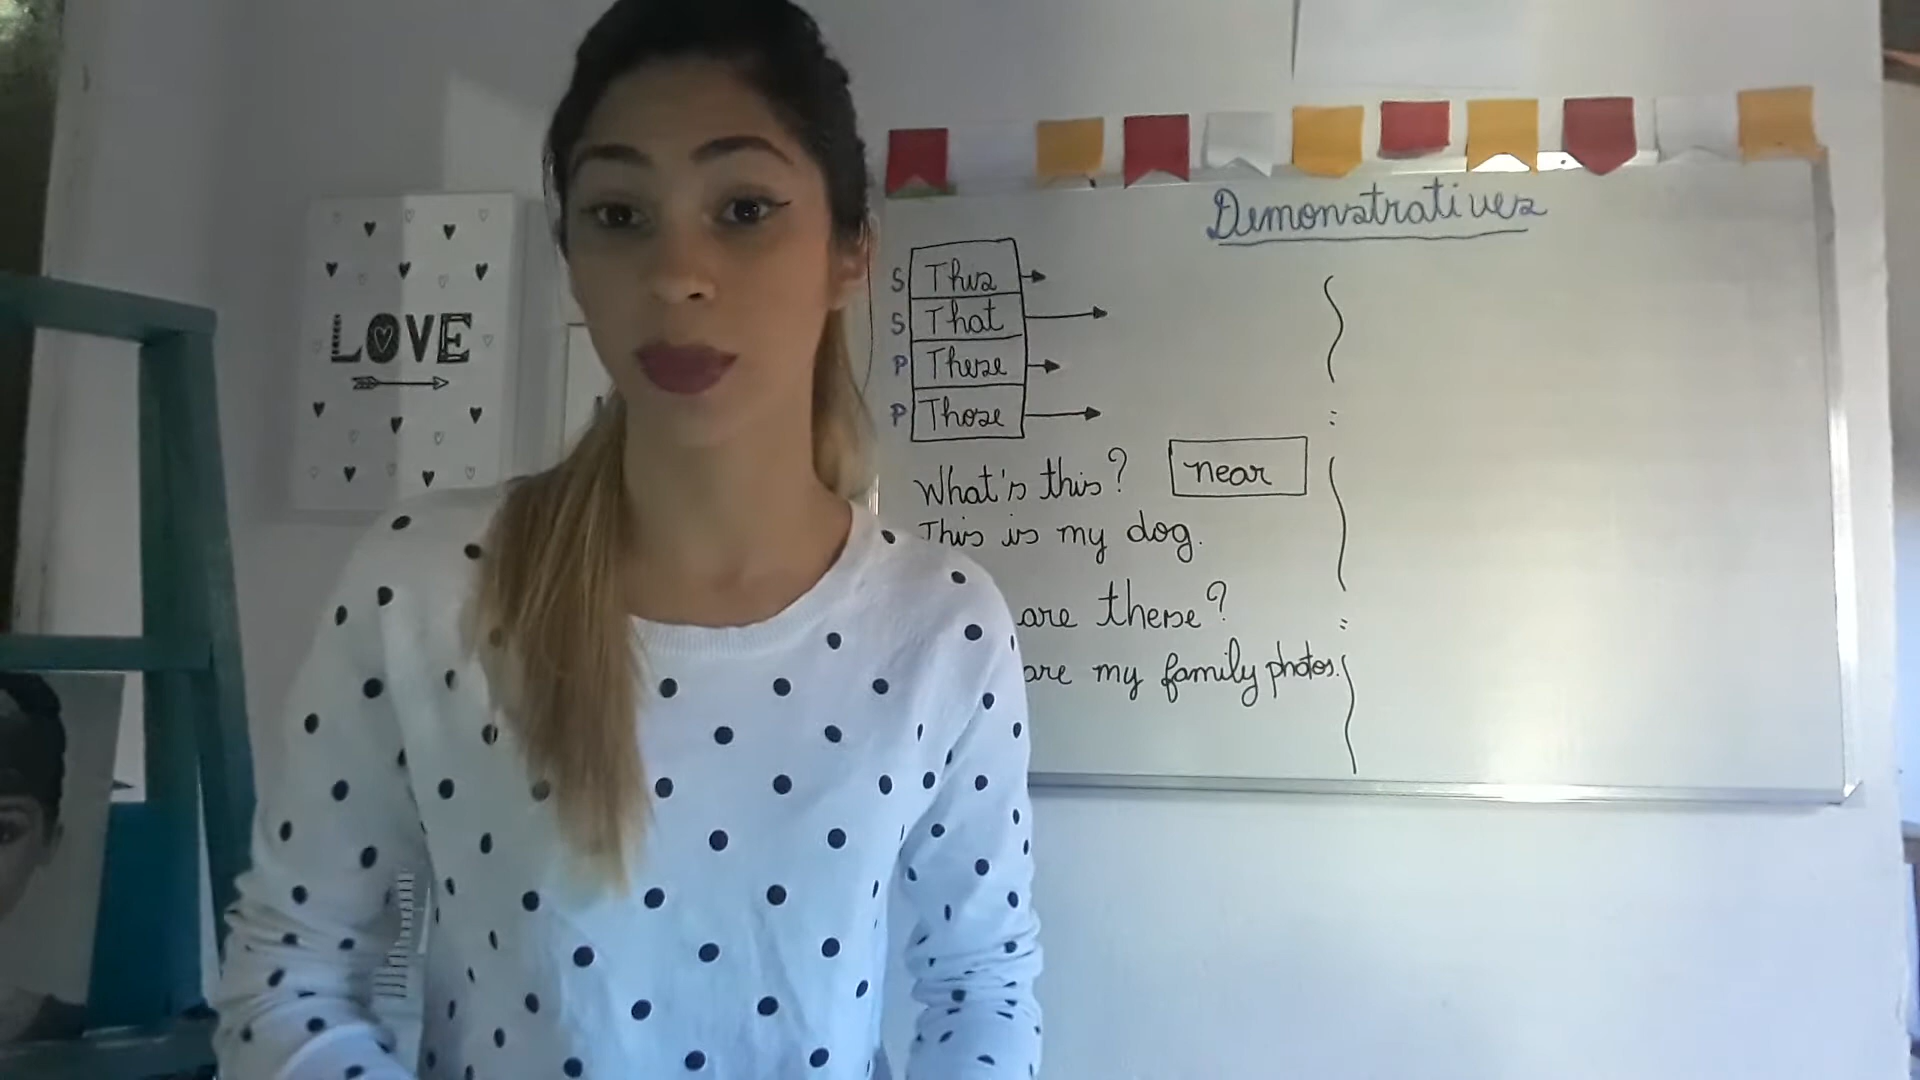 LOVE
Demonstratives
S This
S That
P These
P Those
What's this? near
This is my dog.
are these?
are my family photos.